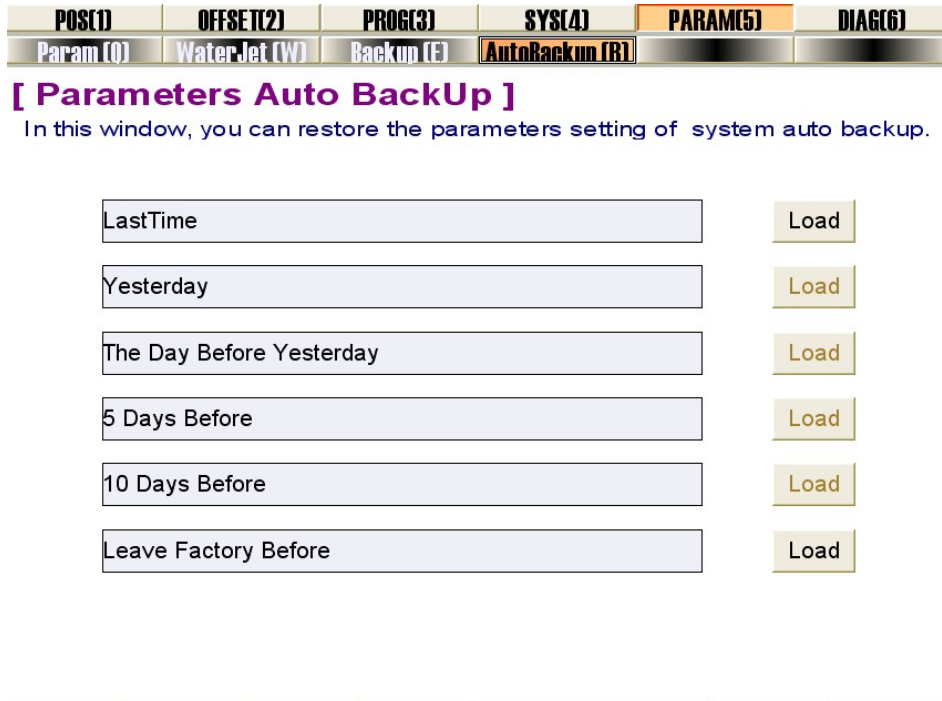 POS(1) OFFSET(2) PROG(3) SYS(4) PARAM(5) DIAG(6)
Param (Q) WaterJet (W) Backup (E) AutoBackup (R)
[ Parameters Auto BackUp ]
In this window, you can restore the parameters setting of system auto backup.
LastTime Load
Yesterday Load
The Day Before Yesterday Load
5 Days Before Load
10 Days Before Load
Leave Factory Before Load